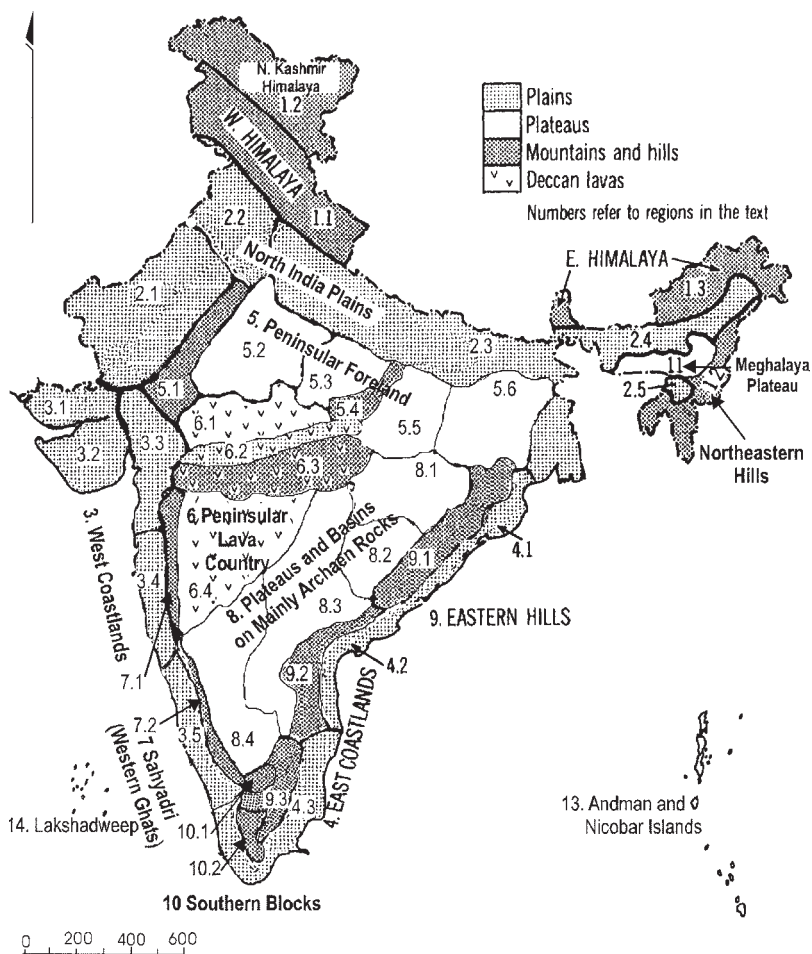 N. Kashmir
Himalaya
1.2
W. HIMALAYA
1.1
Plains
Plateaus
Mountains and hills
Deccan lavas
Numbers refer to regions in the text
2.2
2.1
North India Plains
2.3
E. HIMALAYA
1.3
2.4
11
Meghalaya
Plateau
2.5
Northeastern
Hills
5. Peninsular Foreland
5.2
5.3
5.1
5.4
5.5
5.6
3.1
3.2
3.3
6.1
6.2
6.3
8.1
6 Peninsular
Lava
Country
6.4
8. Plateaus and Basins
on Mainly Archaen Rocks
8.2
9.1
4.1
3. West Coastlands
3.4
8.3
9. EASTERN HILLS
7.1
9.2
4.2
7.2
3.5
8.4
7 Sahyadri
(Western Ghats)
4. EAST COASTLANDS
9.3
4.3
14. Lakshadweep
10.1
10.2
13. Andman and
Nicobar Islands
10 Southern Blocks
0 200 400 600